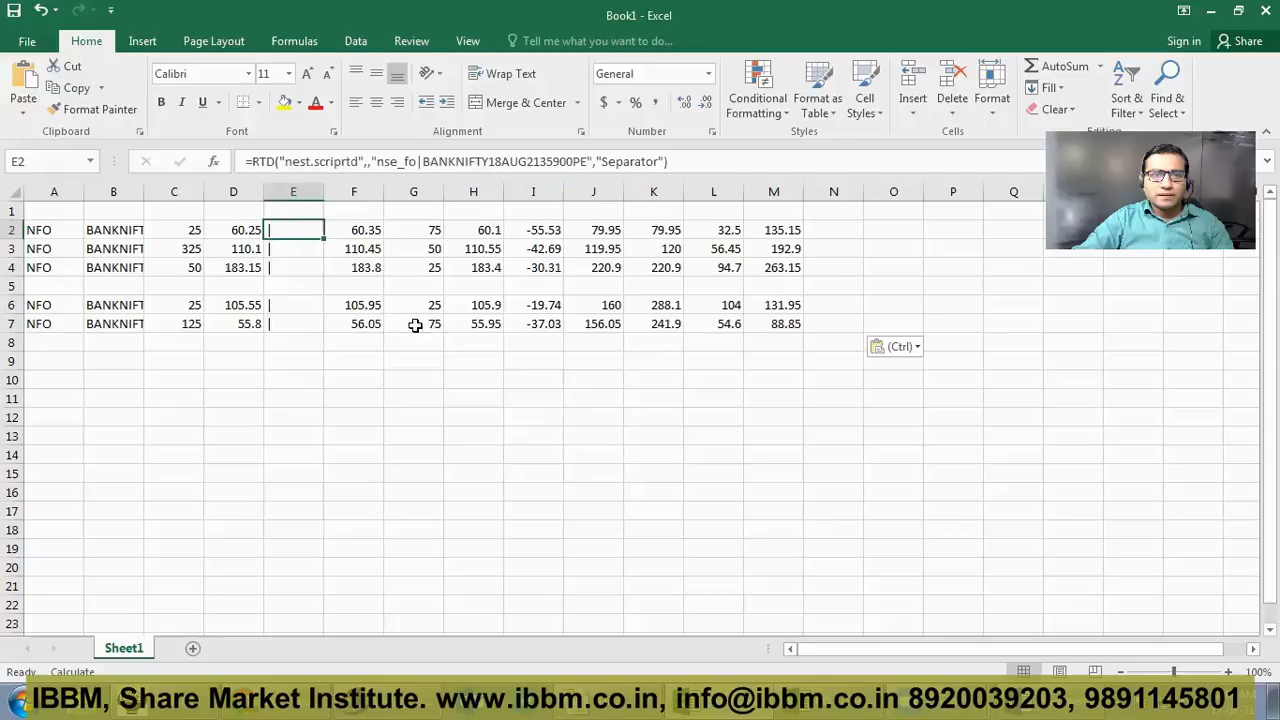 Book1 - Excel
File Home Insert Page Layout Formulas Data Review View Tell me what you want to do... Sign in Share
Cut
Copy
Format Painter
Paste
Clipboard
Calibri 11
B I U
Font
Wrap Text
Merge & Center
Alignment
General
$ % ,
Number
Conditional Formatting
Format as Table
Cell Styles
Styles
Insert Delete Format
Cells
AutoSum
Fill
Clear
Sort & Filter
Find & Select
E2 fx =RTD("nest.scriprtd",,"nse_fo|BANKNIFTY18AUG2135900PE","Separator")
A B C D E F G H I J K L M N O P Q
1
2 NFO BANKNIFT 25 60.25 | 60.35 75 60.1 -55.53 79.95 79.95 32.5 135.15
3 NFO BANKNIFT 325 110.1 | 110.45 50 110.55 -42.69 119.95 120 56.45 192.9
4 NFO BANKNIFT 50 183.15 | 183.8 25 183.4 -30.31 220.9 220.9 94.7 263.15
5
6 NFO BANKNIFT 25 105.55 | 105.95 25 105.9 -19.74 160 288.1 104 131.95
7 NFO BANKNIFT 125 55.8 | 56.05 75 55.95 -37.03 156.05 241.9 54.6 88.85
8
(Ctrl)
9
10
11
12
13
14
15
16
17
18
19
20
21
22
23
Sheet1
Ready Calculate 100%
IBBM, Share Market Institute. www.ibbm.co.in, info@ibbm.co.in 8920039203, 9891145801